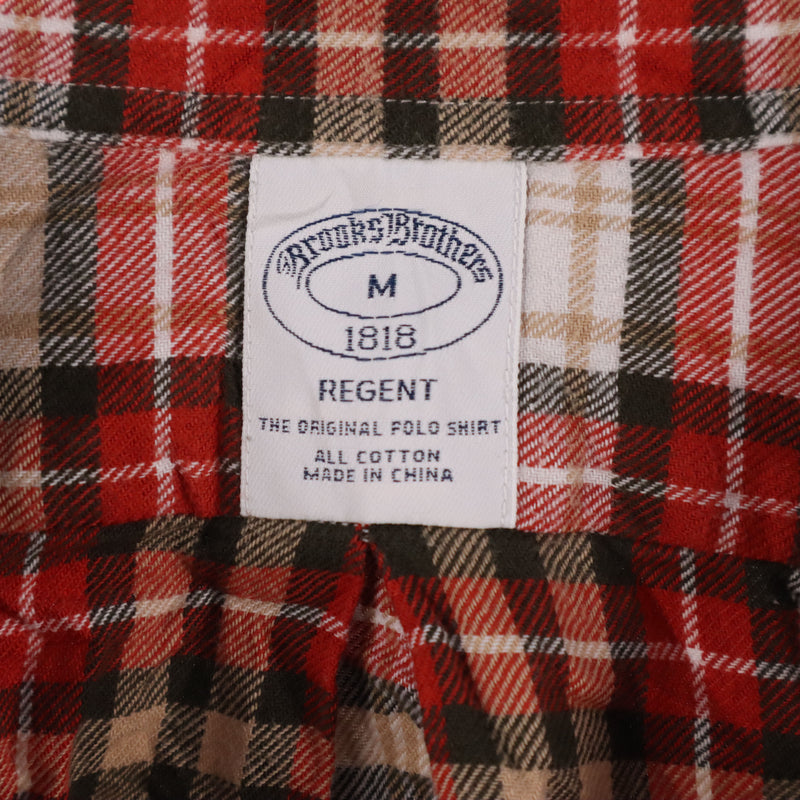 Brooks Brothers
M
1818
REGENT
THE ORIGINAL POLO SHIRT
ALL COTTON
MADE IN CHINA